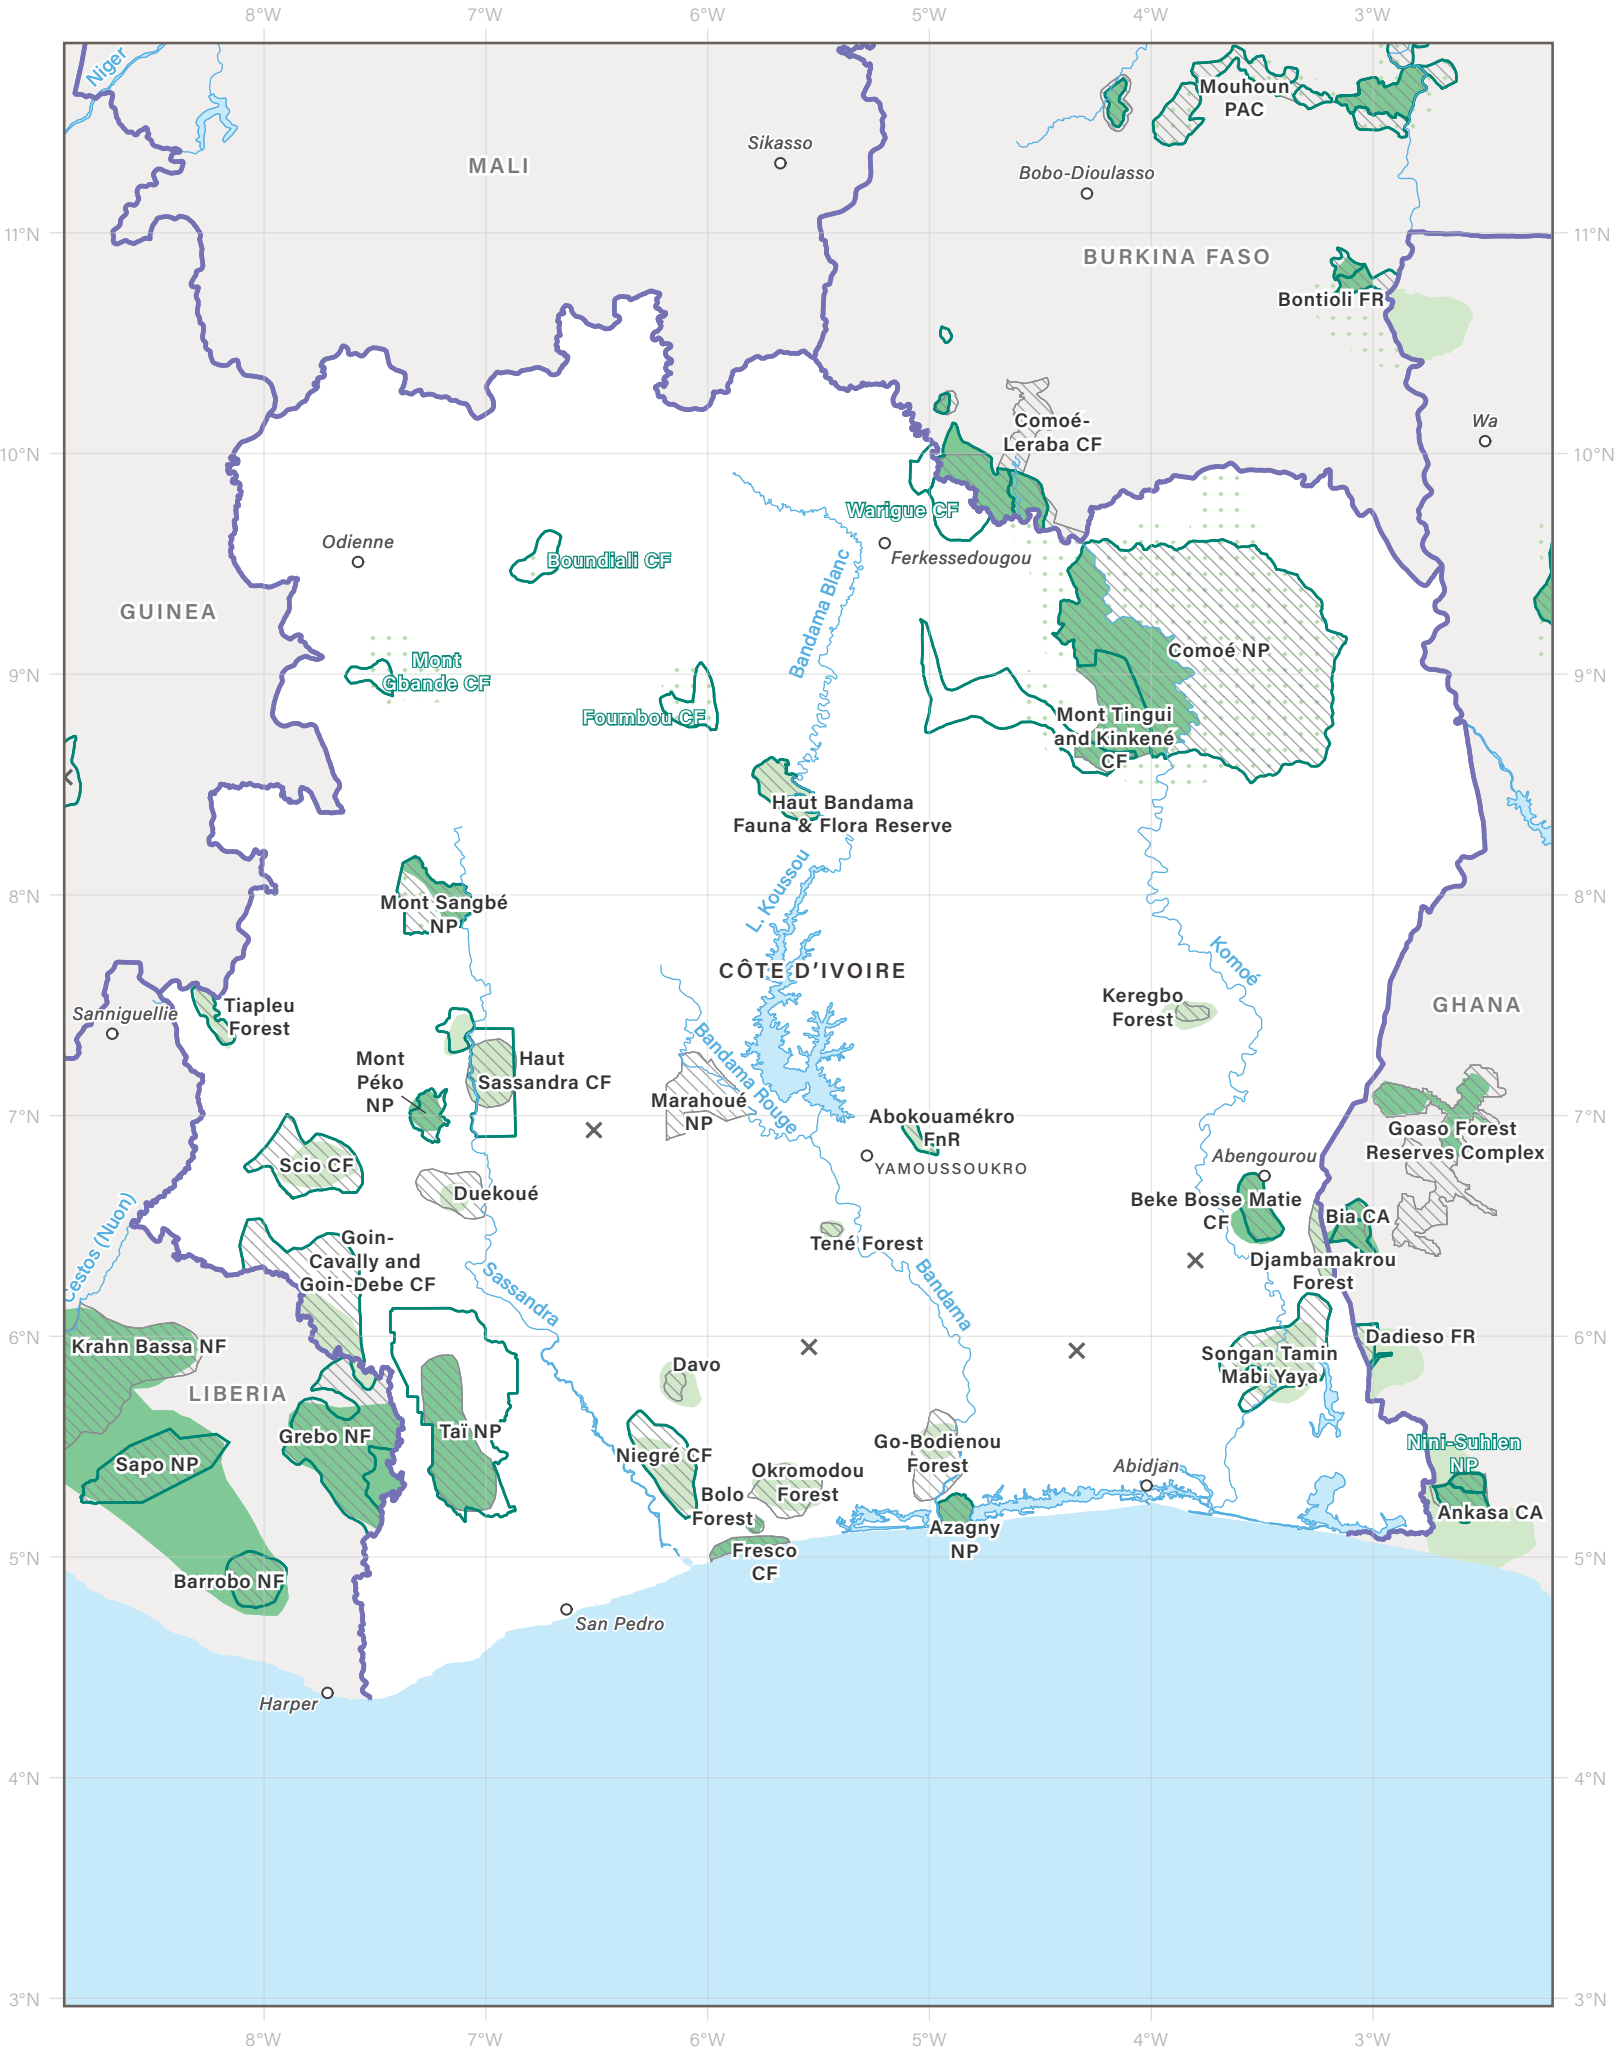 8°W
7°W
6°W
5°W
4°W
3°W
Niger
Mouhoun
PAC
Sikasso
MALI
Bobo-Dioulasso
11°N
11°N
BURKINA FASO
Bontioli FR
Comoé-
Leraba CF
Wa
10°N
10°N
Warigue CF
Odienne
Boundiali CF
Ferkessedougou
Bandama Blanc
GUINEA
Mont
Gbande CF
Comoé NP
9°N
9°N
Foumbou CF
Mont Tingui
and Kinkené
CF
Haut Bandama
Fauna & Flora Reserve
L. Koussou
8°N
8°N
Mont Sangbé
NP
Komoé
CÔTE D'IVOIRE
Sanniguellie
Tiapleu
Forest
Keregbo
Forest
GHANA
Bandama Rouge
Mont
Péko
NP
Haut
Sassandra CF
Marahoué
NP
7°N
7°N
Abokouamékro
FnR
Goaso Forest
Reserves Complex
YAMOUSSOUKRO
Abengourou
Scio CF
Duekoué
Beke Bosse Matie
CF
Bia CA
Cestos (Nuon)
Goin-
Cavally and
Goin-Debe CF
Tené Forest
Djambamakrou
Forest
Sassandra
Bandama
6°N
6°N
Krahn Bassa NF
Dadieso FR
Songan Tamin
Mabi Yaya
Davo
LIBERIA
Grebo NF
Taï NP
Sapo NP
Niegré CF
Go-Bodienou
Forest
Nini-Suhien
NP
Okromodou
Forest
Abidjan
Bolo
Forest
Ankasa CA
Azagny
NP
Fresco
CF
5°N
5°N
Barrobo NF
San Pedro
Harper
4°N
4°N
3°N
3°N
8°W
7°W
6°W
5°W
4°W
3°W